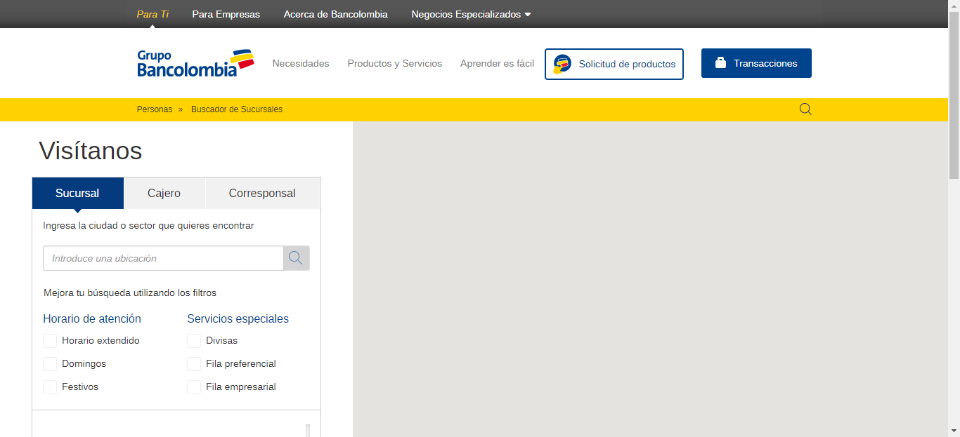 Para Ti Para Empresas Acerca de Bancolombia Negocios Especializados
Grupo
Bancolombia
Necesidades Productos y Servicios Aprender es fácil Solicitud de productos Transacciones
Personas » Buscador de Sucursales
Visítanos
Sucursal Cajero Corresponsal
Ingresa la ciudad o sector que quieres encontrar
Introduce una ubicación
Mejora tu búsqueda utilizando los filtros
Horario de atención Servicios especiales
Horario extendido Divisas
Domingos Fila preferencial
Festivos Fila empresarial